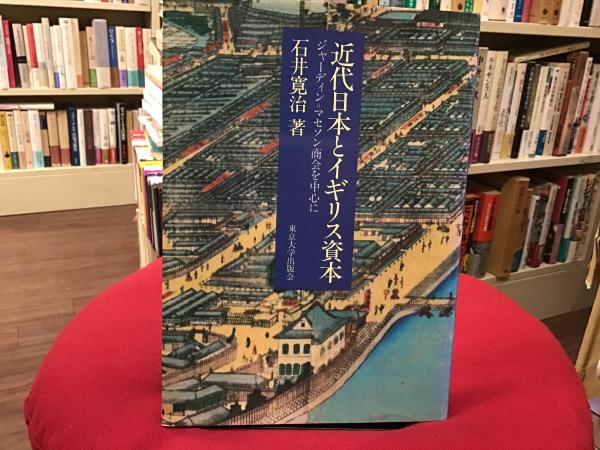 近代日本とイギリス資本
ジャーディン=マセソン商会を中心に
石井寛治 著
東京大学出版会